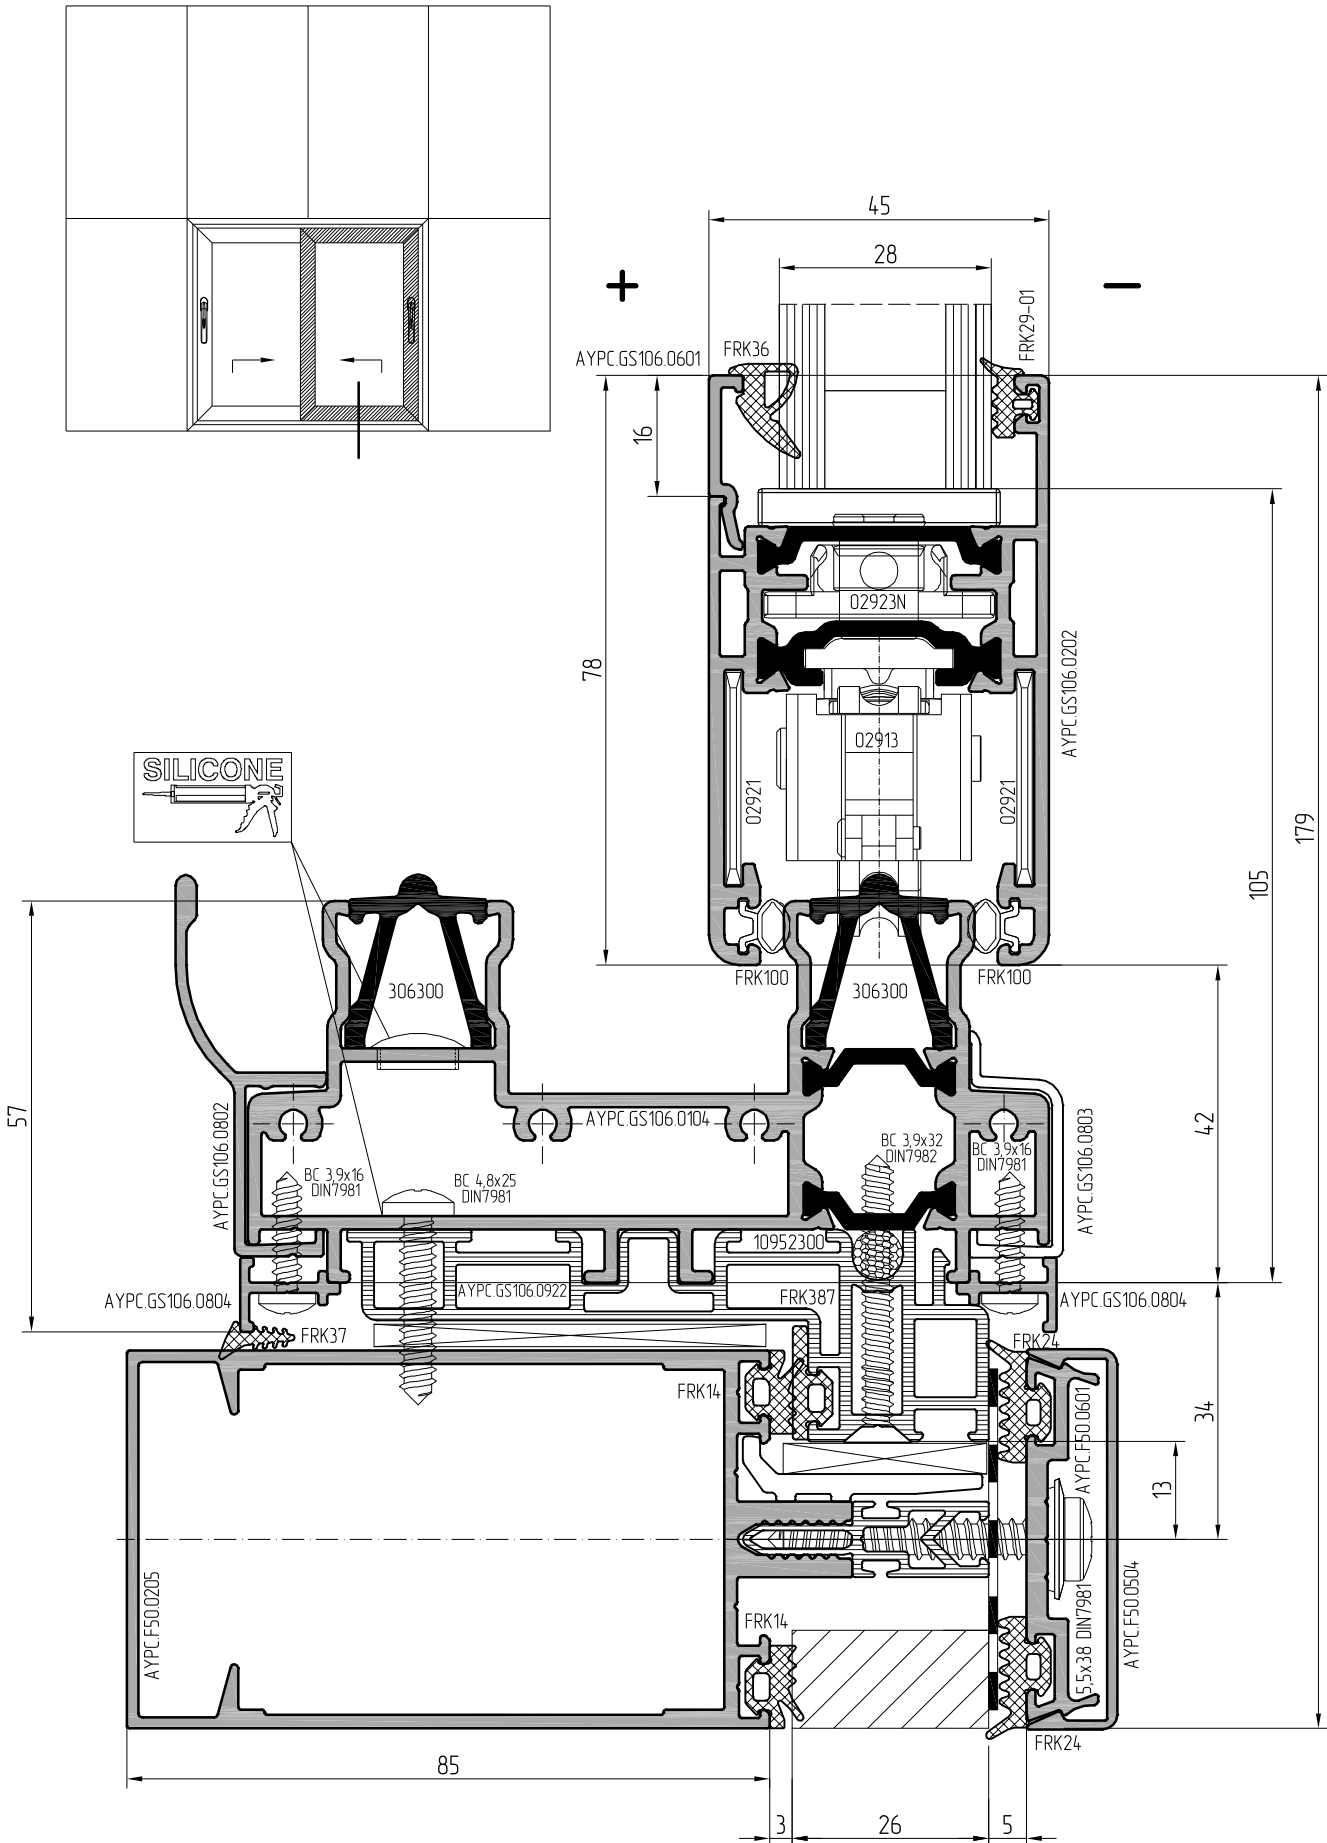 45
28
+
−
FRK36
FRK29-01
AYPC.GS106.0601
16
78
02923N
AYPC.GS106.0202
02913
02921
02921
179
105
SILICONE
306300
306300
FRK100
FRK100
57
AYPC.GS106.0802
AYPC.GS106.0104
AYPC.GS106.0803
42
BC 3,9x16
DIN7981
BC 4,8x25
DIN7981
BC 3,9x32
DIN7982
BC 3,9x16
DIN7981
10952300
AYPC.GS106.0922
FRK387
AYPC.GS106.0804
AYPC.GS106.0804
FRK37
FRK24
FRK14
AYPC.F50.0601
34
13
AYPC.F50.0205
FRK14
5,5x38 DIN7981
AYPC.F50.0504
FRK24
85
3
26
5